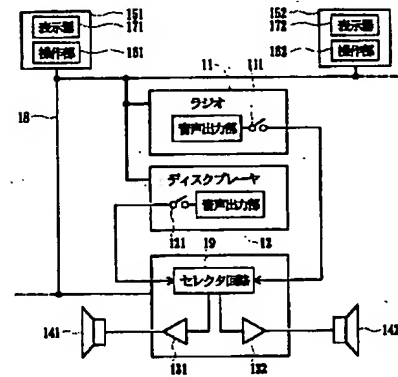 151
表示器
171
操作部
161
152
表示器
172
操作部
162
18
11
111
ラジオ
音声出力部
ディスクプレーヤ
音声出力部
121
12
19
セレクタ回路
141
131
132
142